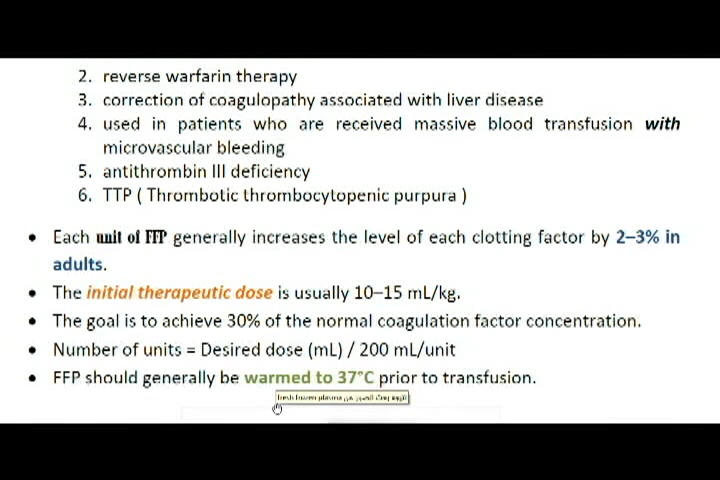 2. reverse warfarin therapy
3. correction of coagulopathy associated with liver disease
4. used in patients who are received massive blood transfusion with
microvascular bleeding
5. antithrombin III deficiency
6. TTP ( Thrombotic thrombocytopenic purpura )
• Each unit of FFP generally increases the level of each clotting factor by 2–3% in
adults.
• The initial therapeutic dose is usually 10–15 mL/kg.
• The goal is to achieve 30% of the normal coagulation factor concentration.
• Number of units = Desired dose (mL) / 200 mL/unit
• FFP should generally be warmed to 37°C prior to transfusion.
fresh frozen plasma